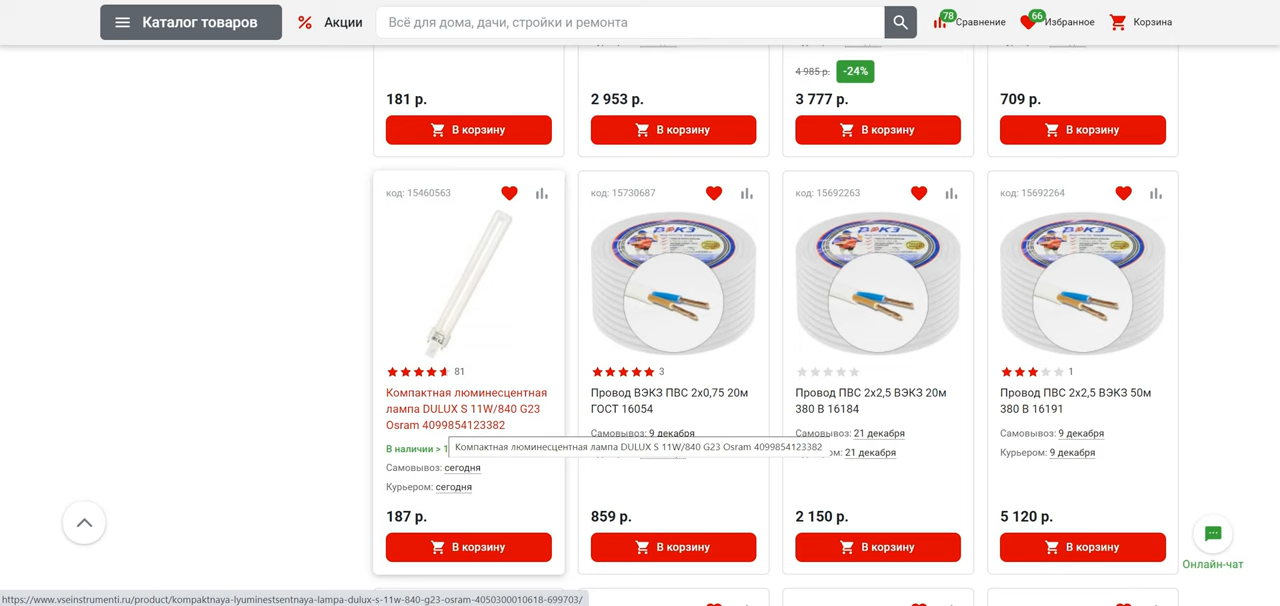 Каталог товаров
% Акции
Всё для дома, дачи, стройки и ремонта
78
Сравнение
66
Избранное
Корзина
4 985 р. -24%
181 р.
2 953 р.
3 777 р.
709 р.
В корзину
В корзину
В корзину
В корзину
код: 15460563
код: 15730687
код: 15692263
код: 15692264
ВЭКЗ
ВЭКЗ
ВЭКЗ
81
3
1
Компактная люминесцентная
лампа DULUX S 11W/840 G23
Osram 4099854123382
Провод ВЭКЗ ПВС 2х0,75 20м
ГОСТ 16054
Провод ПВС 2х2,5 ВЭКЗ 20м
380 В 16184
Провод ПВС 2х2,5 ВЭКЗ 50м
380 В 16191
В наличии > 1
Самовывоз: сегодня
Курьером: сегодня
Самовывоз: 9 декабря
Самовывоз: 21 декабря
21 декабря
Самовывоз: 9 декабря
Курьером: 9 декабря
Компактная люминесцентная лампа DULUX S 11W/840 G23 Osram 4099854123382
187 р.
859 р.
2 150 р.
5 120 р.
В корзину
В корзину
В корзину
В корзину
Онлайн-чат
https://www.vseinstrumenti.ru/product/kompaktnaya-lyuminestsentnaya-lampa-dulux-s-11w-840-g23-osram-4050300010618-699703/